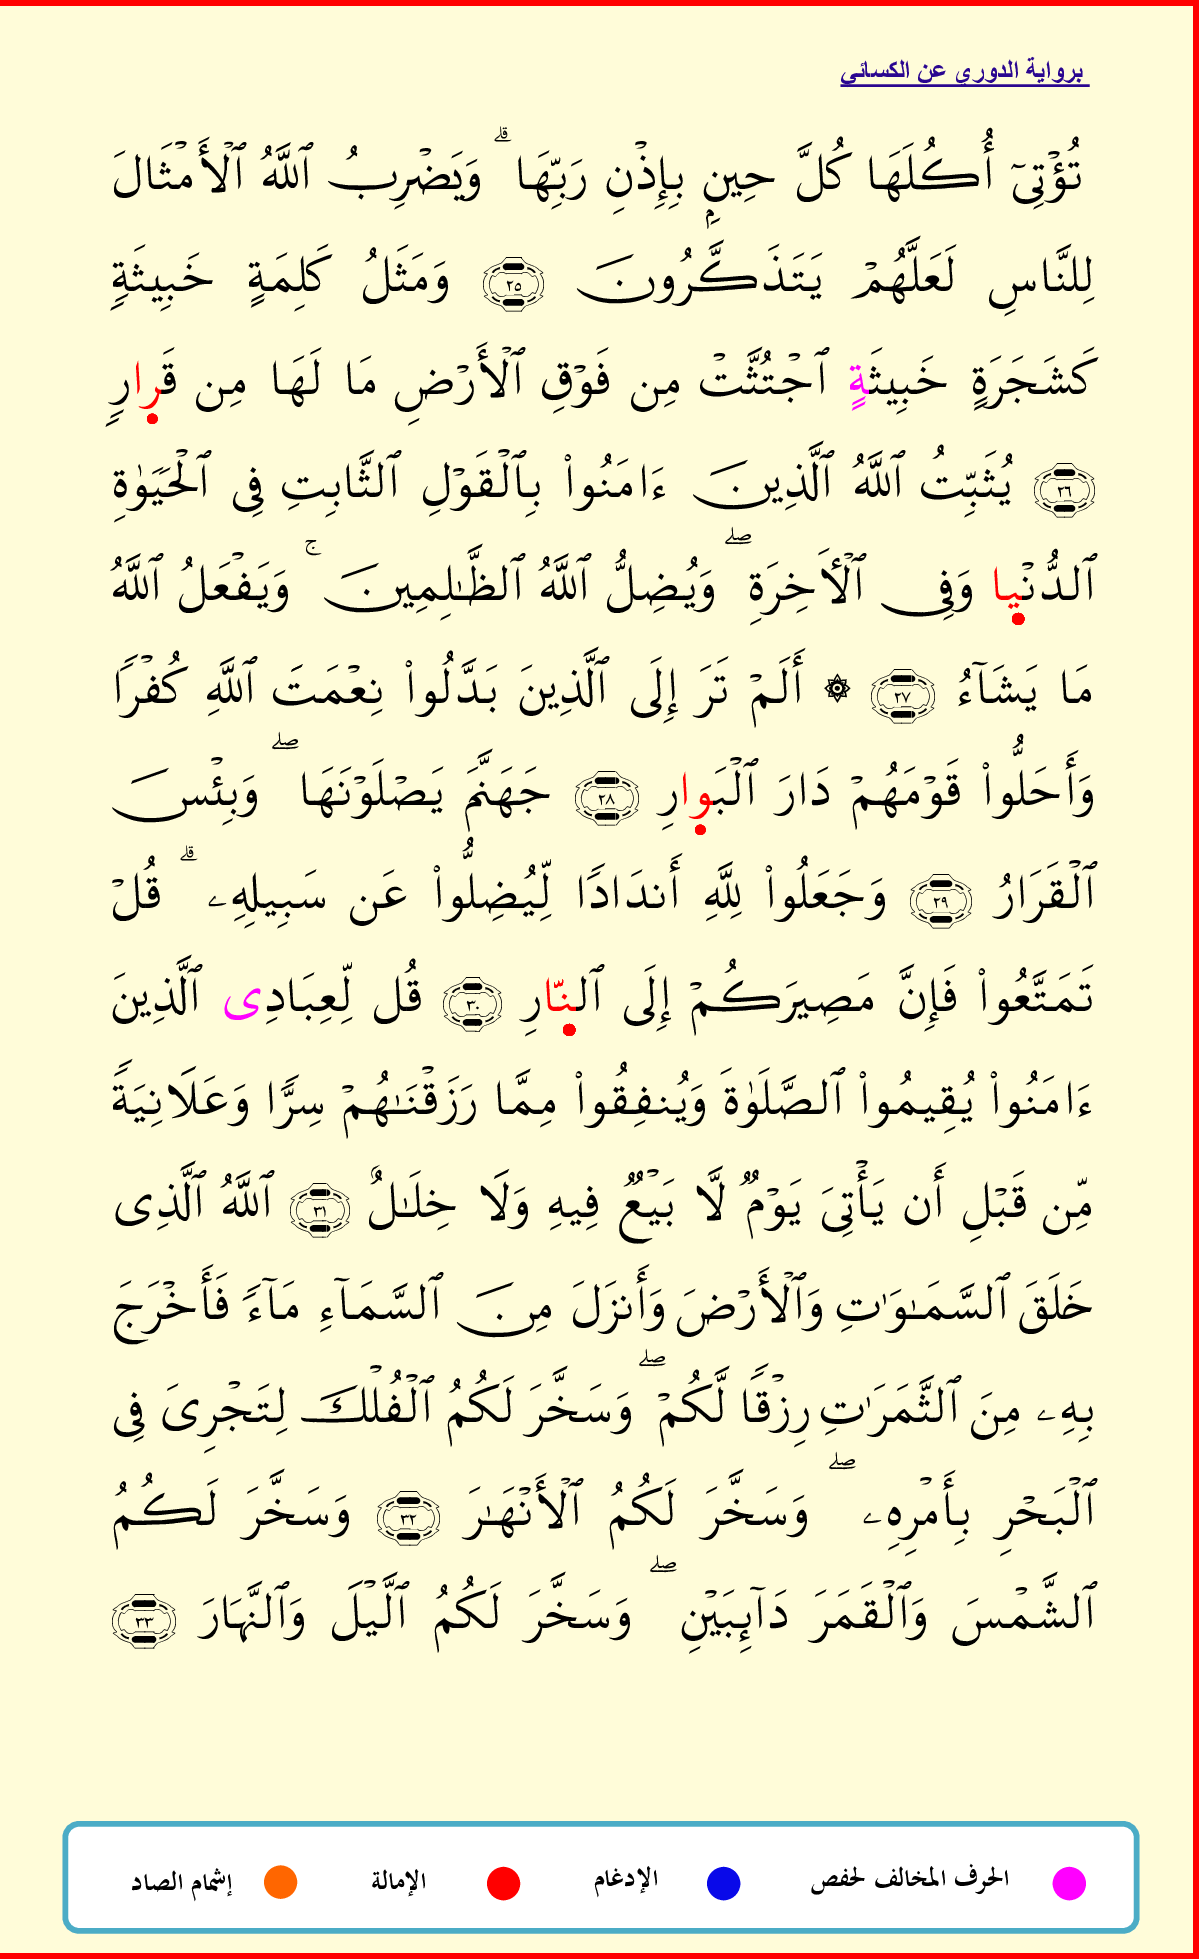 برواية الدوري عن الكسائي
تُؤْتِىٓ أُكُلَهَا كُلَّ حِينٍۭ بِإِذْنِ رَبِّهَا ۗ وَيَضْرِبُ ٱللَّهُ ٱلْأَمْثَالَ
لِلنَّاسِ لَعَلَّهُمْ يَتَذَكَّرُونَ ٢٥ وَمَثَلُ كَلِمَةٍ خَبِيثَةٍ
كَشَجَرَةٍ خَبِيثَةٍ ٱجْتُثَّتْ مِن فَوْقِ ٱلْأَرْضِ مَا لَهَا مِن قَرارٍ
٢٦ يُثَبِّتُ ٱللَّهُ ٱلَّذِينَ ءَامَنُوا۟ بِٱلْقَوْلِ ٱلثَّابِتِ فِى ٱلْحَيَوٰةِ
ٱلدُّنْيا وَفِى ٱلْأَخِرَةِ ۖ وَيُضِلُّ ٱللَّهُ ٱلظَّـٰلِمِينَ ۚ وَيَفْعَلُ ٱللَّهُ
مَا يَشَآءُ ٢٧ ۞ أَلَمْ تَرَ إِلَى ٱلَّذِينَ بَدَّلُوا۟ نِعْمَتَ ٱللَّهِ كُفْرًا
وَأَحَلُّوا۟ قَوْمَهُمْ دَارَ ٱلْبَوارِ ٢٨ جَهَنَّمَ يَصْلَوْنَهَا ۖ وَبِئْسَ
ٱلْقَرَارُ ٢٩ وَجَعَلُوا۟ لِلَّهِ أَندَادًا لِّيُضِلُّوا۟ عَن سَبِيلِهِۦ ۗ قُلْ
تَمَتَّعُوا۟ فَإِنَّ مَصِيرَكُمْ إِلَى ٱلنّارِ ٣٠ قُل لِّعِبَادِى ٱلَّذِينَ
ءَامَنُوا۟ يُقِيمُوا۟ ٱلصَّلَوٰةَ وَيُنفِقُوا۟ مِمَّا رَزَقْنَـٰهُمْ سِرًّا وَعَلَانِيَةً
مِّن قَبْلِ أَن يَأْتِىَ يَوْمٌ لَّا بَيْعٌ فِيهِ وَلَا خِلَـٰلٌ ٣١ ٱللَّهُ ٱلَّذِى
خَلَقَ ٱلسَّمَـٰوَٰتِ وَٱلْأَرْضَ وَأَنزَلَ مِنَ ٱلسَّمَآءِ مَآءً فَأَخْرَجَ
بِهِۦ مِنَ ٱلثَّمَرَٰتِ رِزْقًا لَّكُمْ ۖ وَسَخَّرَ لَكُمُ ٱلْفُلْكَ لِتَجْرِىَ فِى
ٱلْبَحْرِ بِأَمْرِهِۦ ۖ وَسَخَّرَ لَكُمُ ٱلْأَنْهَـٰرَ ٣٢ وَسَخَّرَ لَكُمُ
ٱلشَّمْسَ وَٱلْقَمَرَ دَآئِبَيْنِ ۖ وَسَخَّرَ لَكُمُ ٱلَّيْلَ وَٱلنَّهَارَ ٣٣
الحرف المخالف لحفص الإدغام الإمالة إشمام الصاد